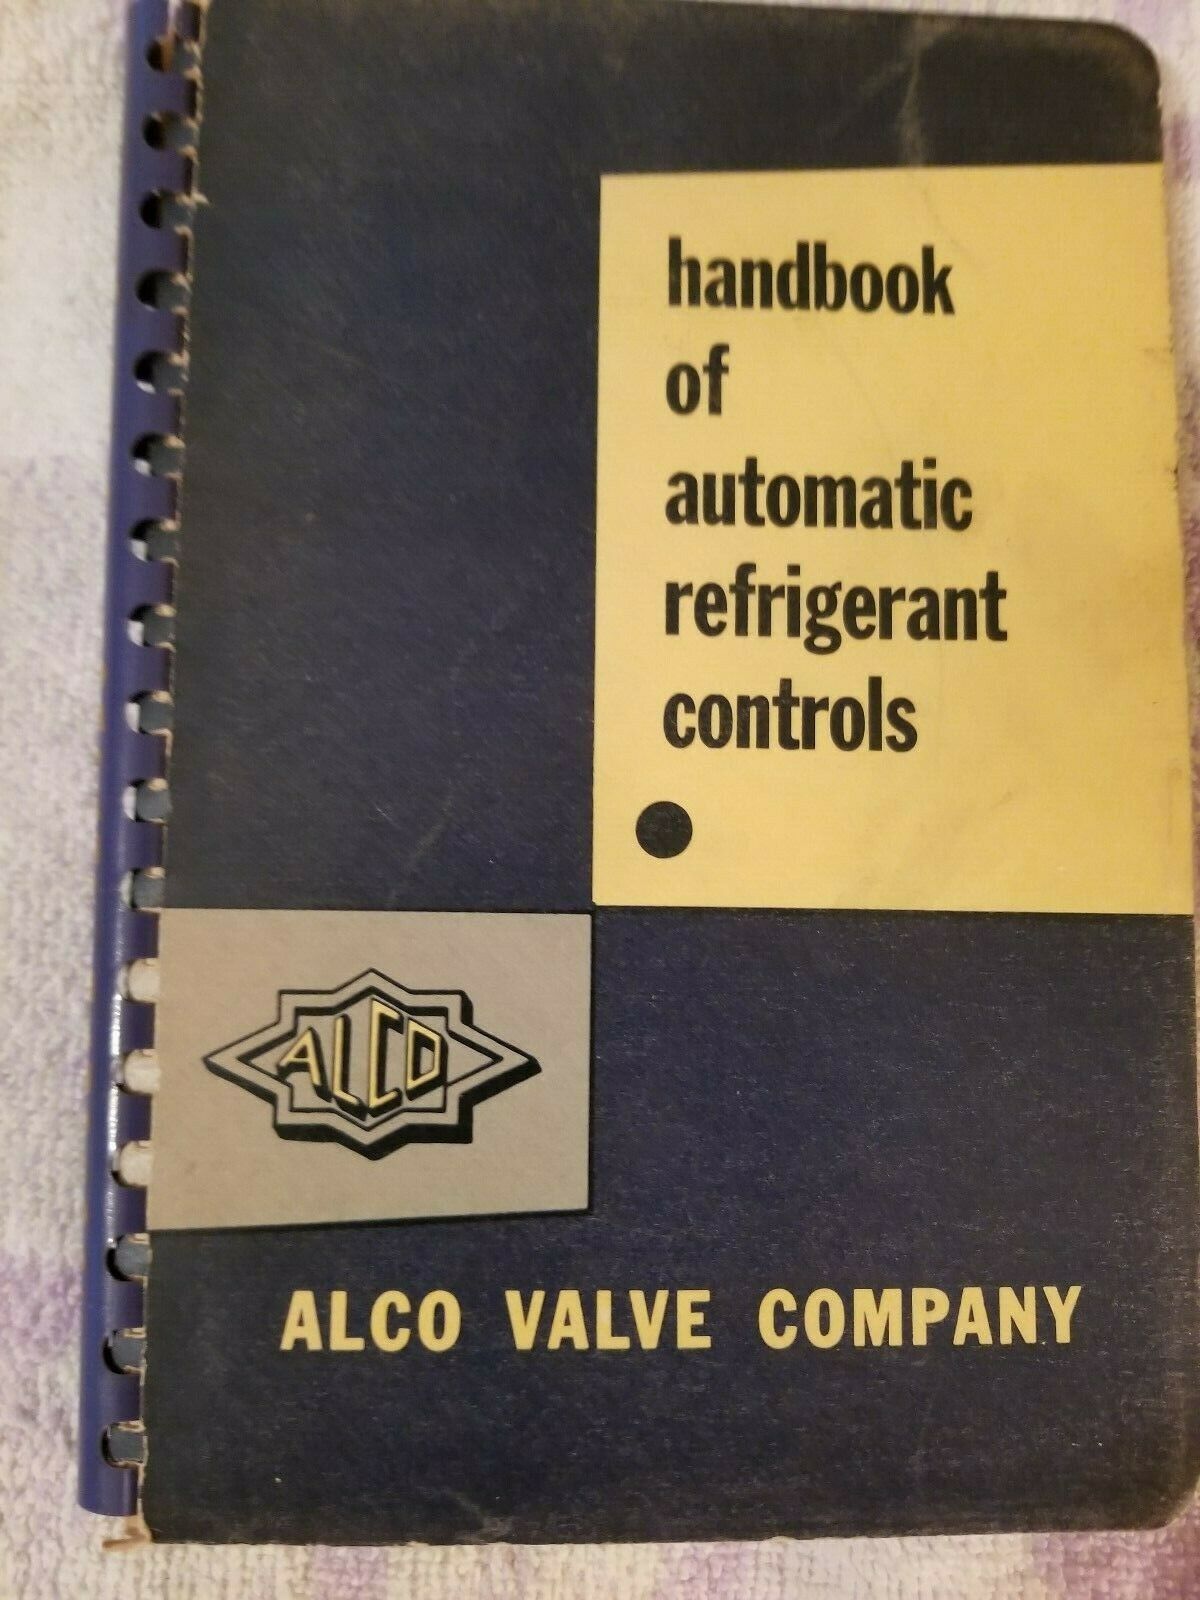 handbook
of
automatic
refrigerant
controls
ALCO
ALCO VALVE COMPANY